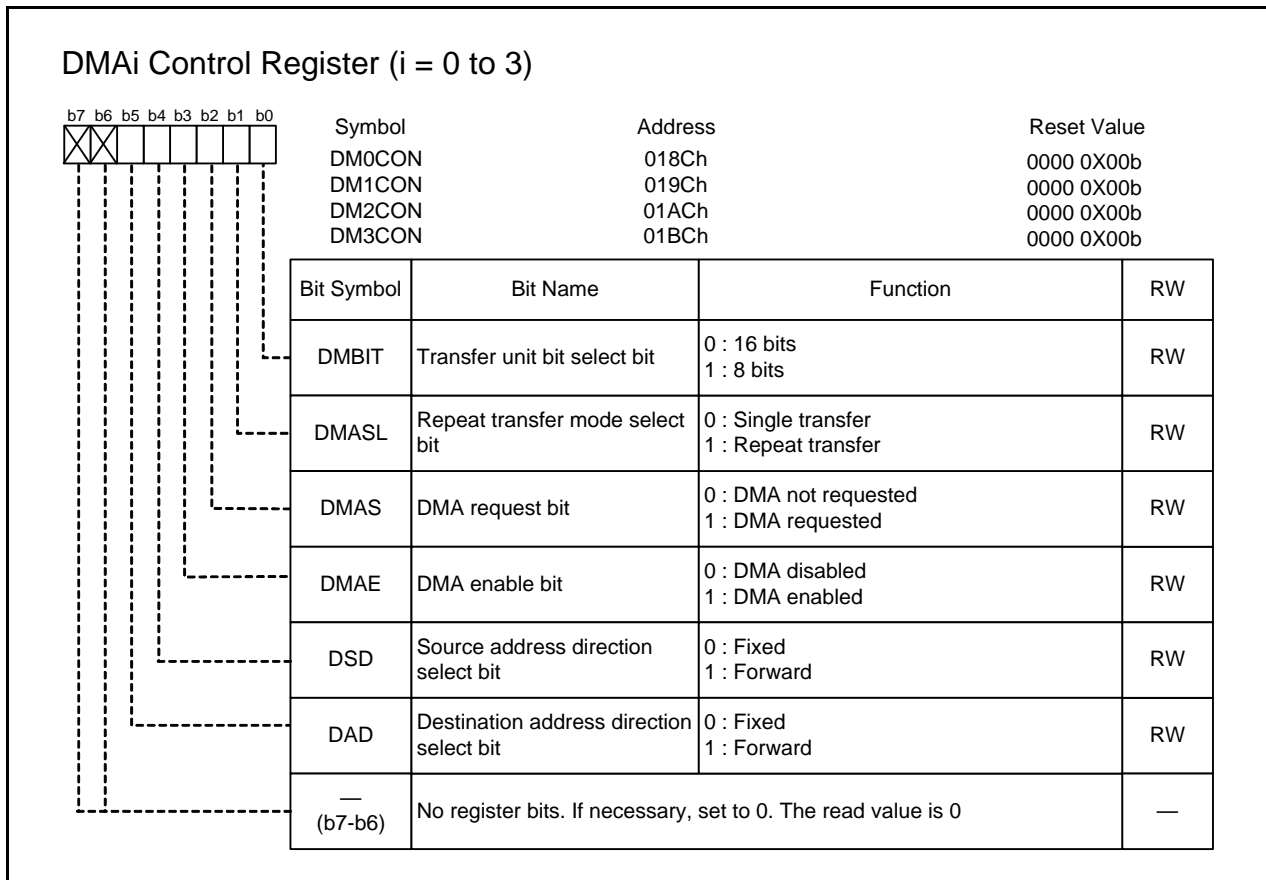 DMAi Control Register (i = 0 to 3)
b7 b6 b5 b4 b3 b2 b1 b0
Symbol Address Reset Value
DM0CON 018Ch 0000 0X00b
DM1CON 019Ch 0000 0X00b
DM2CON 01ACh 0000 0X00b
DM3CON 01BCh 0000 0X00b
Bit Symbol Bit Name Function RW
DMBIT Transfer unit bit select bit 0 : 16 bits
1 : 8 bits RW
DMASL Repeat transfer mode select
bit 0 : Single transfer
1 : Repeat transfer RW
DMAS DMA request bit 0 : DMA not requested
1 : DMA requested RW
DMAE DMA enable bit 0 : DMA disabled
1 : DMA enabled RW
DSD Source address direction
select bit 0 : Fixed
1 : Forward RW
DAD Destination address direction
select bit 0 : Fixed
1 : Forward RW
—
(b7-b6) No register bits. If necessary, set to 0. The read value is 0 —